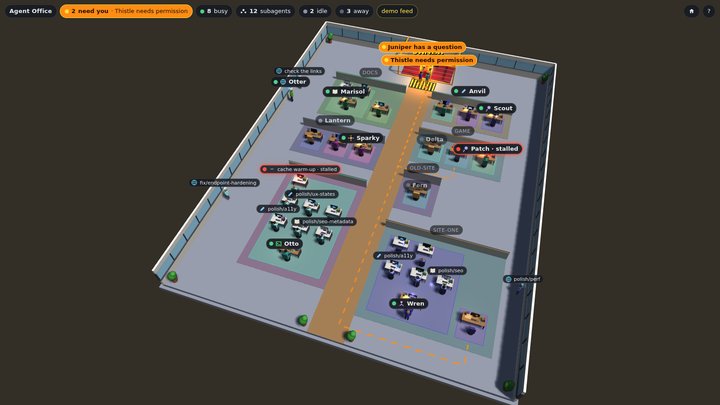 Agent Office
2 need you · Thistle needs permission
8 busy
12 subagents
2 idle
3 away
demo feed
?
Juniper has a question
Thistle needs permission
check the links
Otter
DOCS
Marisol
Anvil
Scout
Lantern
GAME
Sparky
Delta
Patch · stalled
cache warm-up · stalled
OLD-SITE
fix/endpoint-hardening
Fern
polish/ux-states
polish/a11y
polish/seo-metadata
SITE-ONE
Otto
polish/a11y
polish/seo
polish/perf
Wren